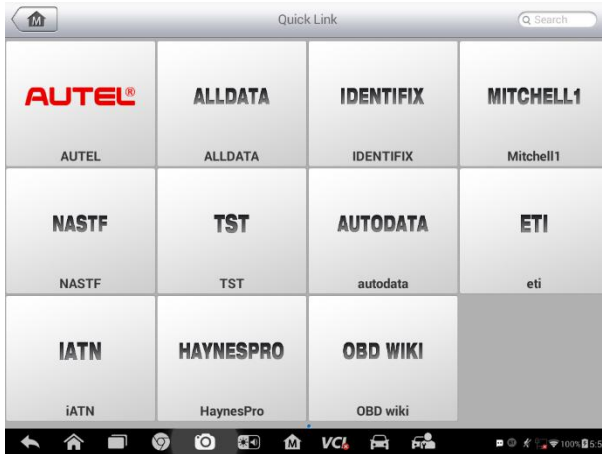 M
Quick Link
Search
AUTEL®
ALLDATA
IDENTIFIX
MITCHELL1
AUTEL
ALLDATA
IDENTIFIX
Mitchell1
NASTF
TST
AUTODATA
ETI
NASTF
TST
autodata
eti
IATN
HAYNESPRO
OBD WIKI
iATN
HaynesPro
OBD wiki
M
VCI
100%